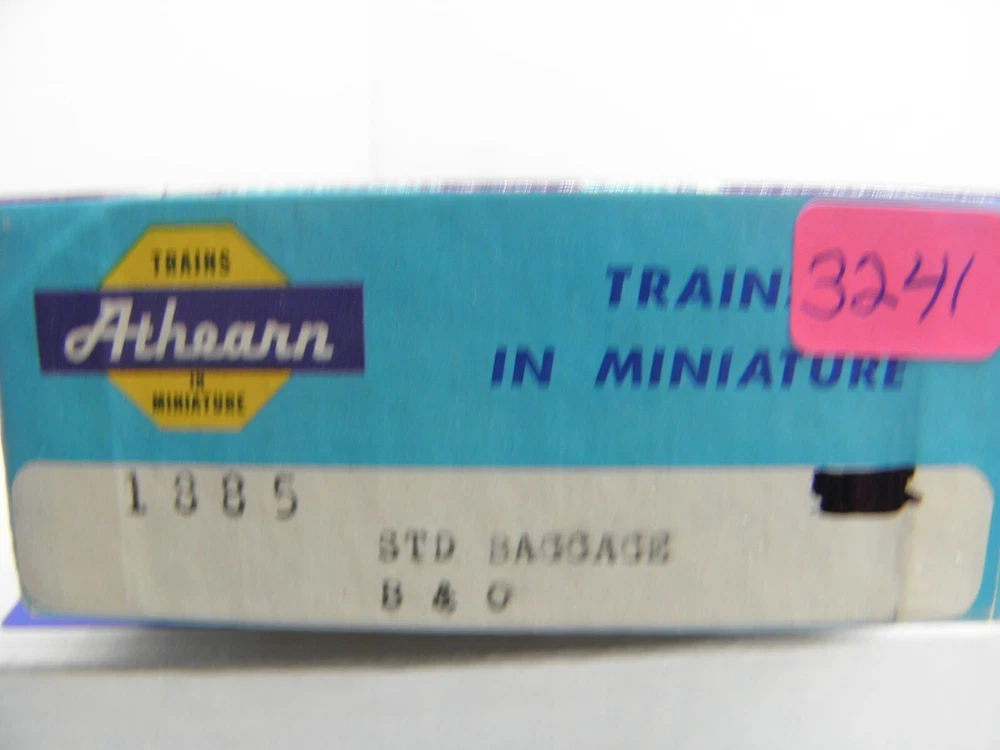 TRAINS
Athearn
IN
MINIATURE
TRAIN
IN MINIATURE
3241
1885
STD BAGGAGE
B & O